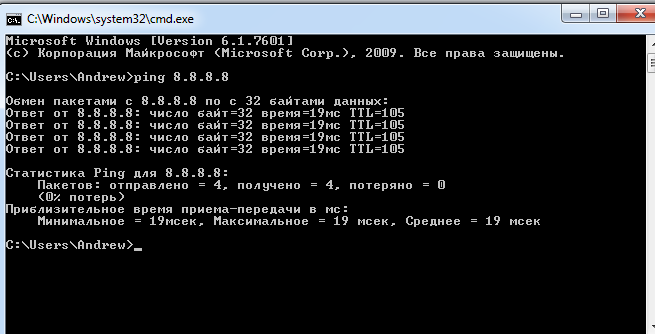 C:\Windows\system32\cmd.exe
Microsoft Windows [Version 6.1.7601]
(c) Корпорация Майкрософт (Microsoft Corp.), 2009. Все права защищены.
C:\Users\Andrew>ping 8.8.8.8
Обмен пакетами с 8.8.8.8 по с 32 байтами данных:
Ответ от 8.8.8.8: число байт=32 время=19мс TTL=105
Ответ от 8.8.8.8: число байт=32 время=19мс TTL=105
Ответ от 8.8.8.8: число байт=32 время=19мс TTL=105
Ответ от 8.8.8.8: число байт=32 время=19мс TTL=105
Статистика Ping для 8.8.8.8:
Пакетов: отправлено = 4, получено = 4, потеряно = 0
(0% потерь)
Приблизительное время приема-передачи в мс:
Минимальное = 19мсек, Максимальное = 19 мсек, Среднее = 19 мсек
C:\Users\Andrew>_